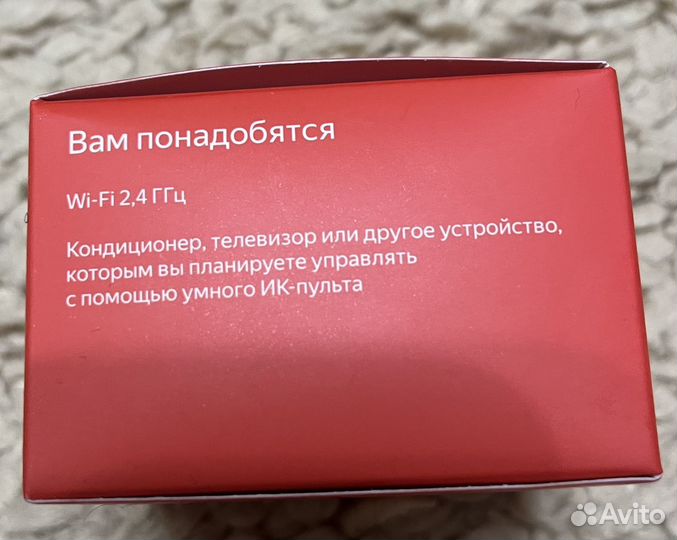 Вам понадобятся
Wi-Fi 2,4 ГГц
Кондиционер, телевизор или другое устройство,
которым вы планируете управлять
с помощью умного ИК-пульта
Avito